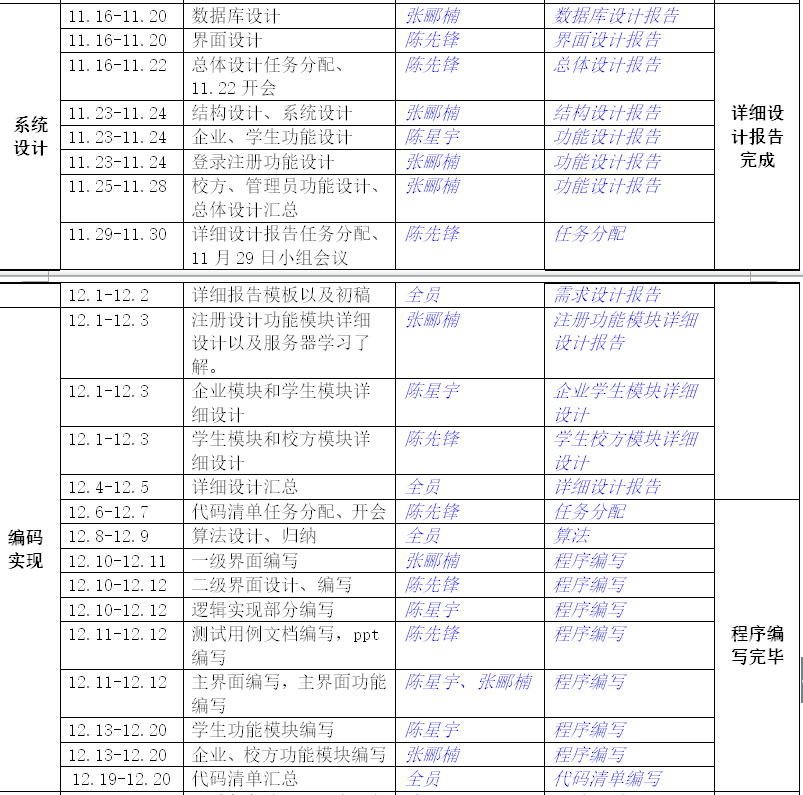 11.16-11.20 数据库设计 张郦楠 数据库设计报告
11.16-11.20 界面设计 陈先锋 界面设计报告
11.16-11.22 总体设计任务分配、 陈先锋 总体设计报告
11.22开会
系统
设计
11.23-11.24 结构设计、系统设计 张郦楠 结构设计报告
11.23-11.24 企业、学生功能设计 陈星宇 功能设计报告
11.23-11.24 登录注册功能设计 张郦楠 功能设计报告
11.25-11.28 校方、管理员功能设计、 张郦楠 功能设计报告
总体设计汇总
11.29-11.30 详细设计报告任务分配、 陈先锋 任务分配
11月29日小组会议
详细设
计报告
完成
12.1-12.2 详细报告模板以及初稿 全员 需求设计报告
12.1-12.3 注册设计功能模块详细 张郦楠 注册功能模块详细
设计以及服务器学习了 设计报告
解。
12.1-12.3 企业模块和学生模块详 陈星宇 企业学生模块详细
细设计 设计
12.1-12.3 学生模块和校方模块详 陈先锋 学生校方模块详细
细设计 设计
12.4-12.5 详细设计汇总 全员 详细设计报告
编码
实现
12.6-12.7 代码清单任务分配、开会 陈先锋 任务分配
12.8-12.9 算法设计、归纳 全员 算法
12.10-12.11 一级界面编写 张郦楠 程序编写
12.10-12.12 二级界面设计、编写 陈先锋 程序编写
12.10-12.12 逻辑实现部分编写 陈星宇 程序编写
12.11-12.12 测试用例文档编写，ppt 陈先锋 程序编写
编写
12.11-12.12 主界面编写，主界面功能 陈星宇、张郦楠 程序编写
编写
12.13-12.20 学生功能模块编写 陈星宇 程序编写
12.13-12.20 企业、校方功能模块编写 张郦楠 程序编写
12.19-12.20 代码清单汇总 全员 代码清单编写
程序编
写完毕